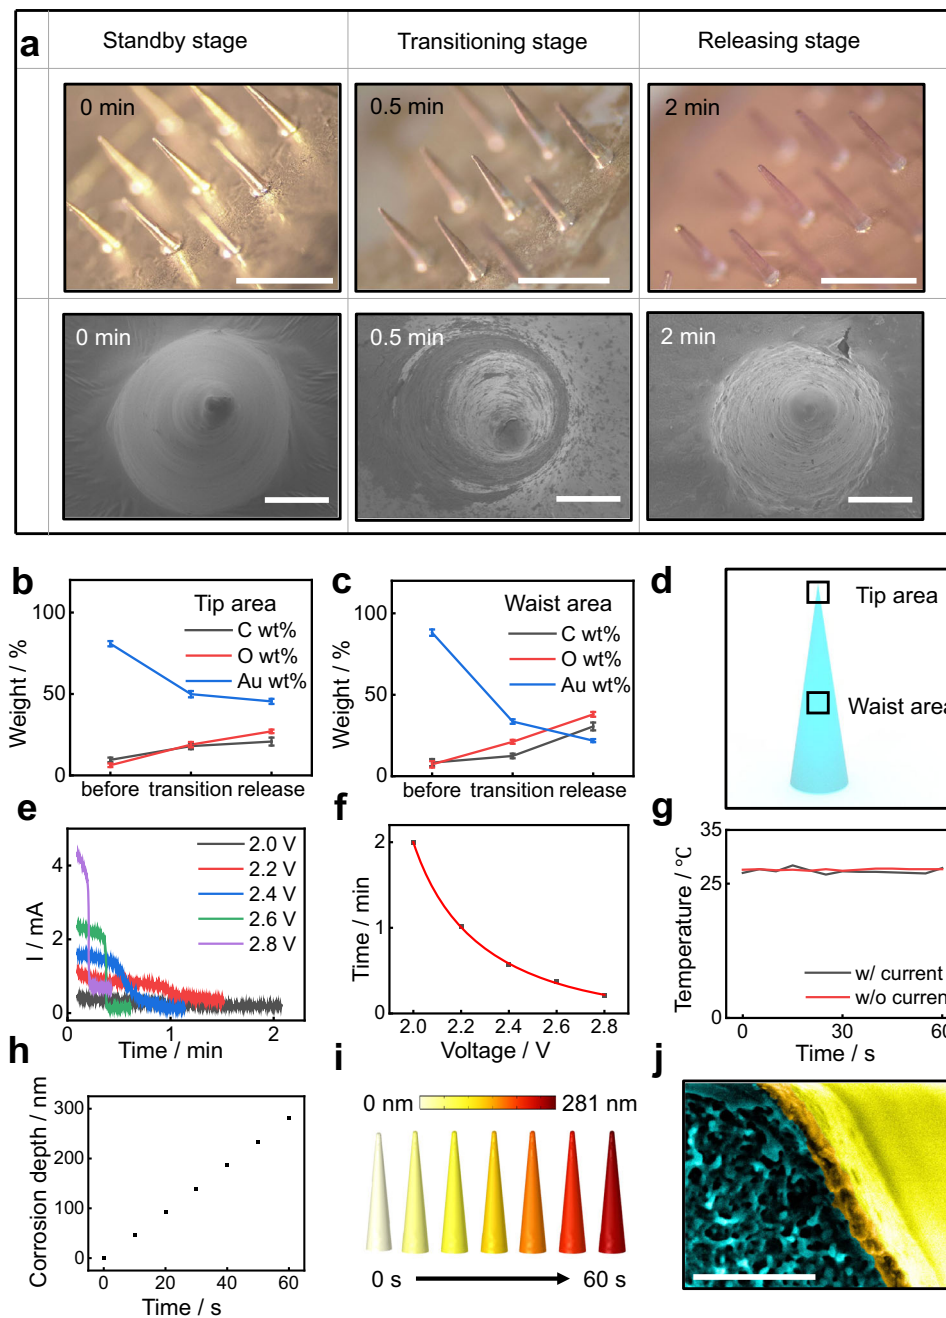 a
Standby stage
Transitioning stage
Releasing stage
0 min
0.5 min
2 min
0 min
0.5 min
2 min
b
100
50
0
Weight / %
Tip area
C wt%
O wt%
Au wt%
before
transition
release
c
100
50
0
Weight / %
Waist area
C wt%
O wt%
Au wt%
before
transition
release
d
Tip area
Waist area
e
4
2
0
I / mA
2.0 V
2.2 V
2.4 V
2.6 V
2.8 V
0
1
2
Time / min
f
2
1
0
Time / min
2.0
2.2
2.4
2.6
2.8
Voltage / V
g
35
25
0
Temperature / °C
w/ current
w/o current
0
30
60
Time / s
h
300
200
100
0
Corrosion depth / nm
0
20
40
60
Time / s
i
0 nm
281 nm
0 s
60 s
j